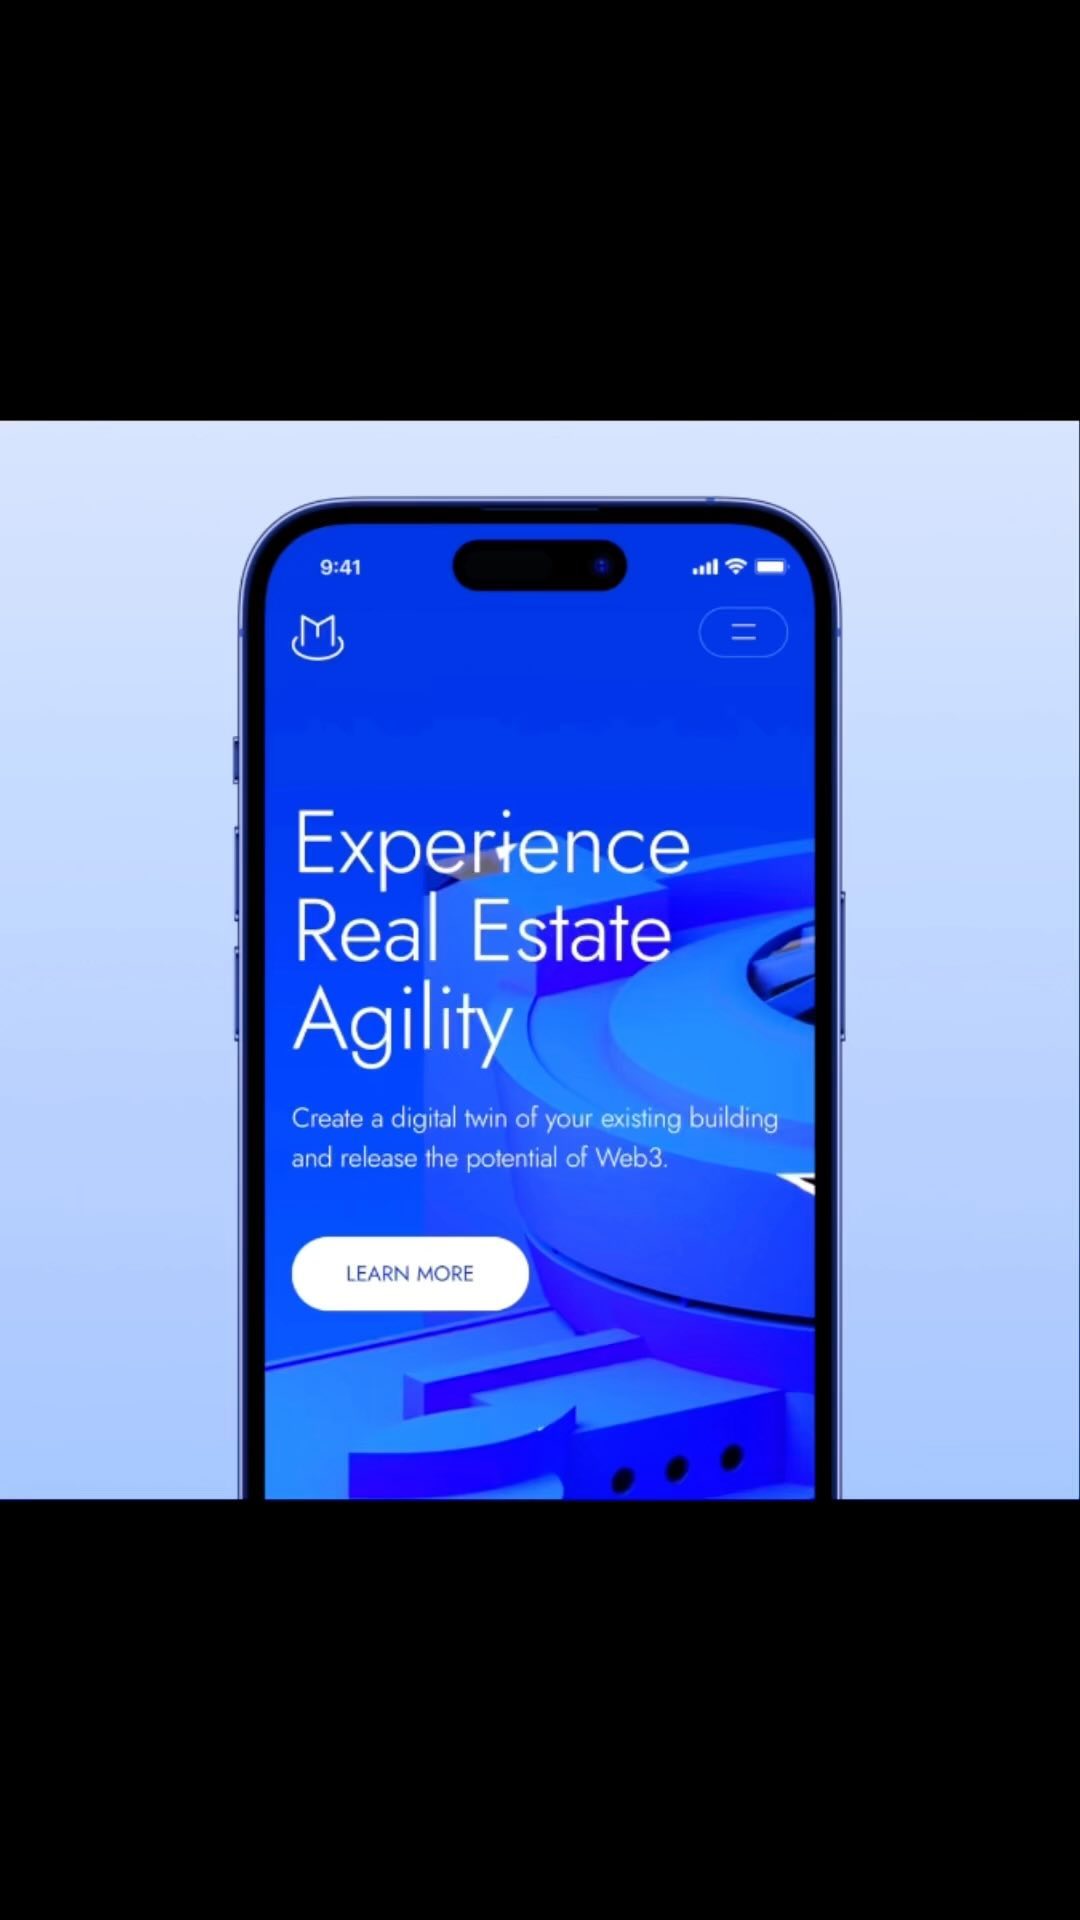 9:41
Experience
Real Estate
Agility
Create a digital twin of your existing building
and release the potential of Web3.
LEARN MORE